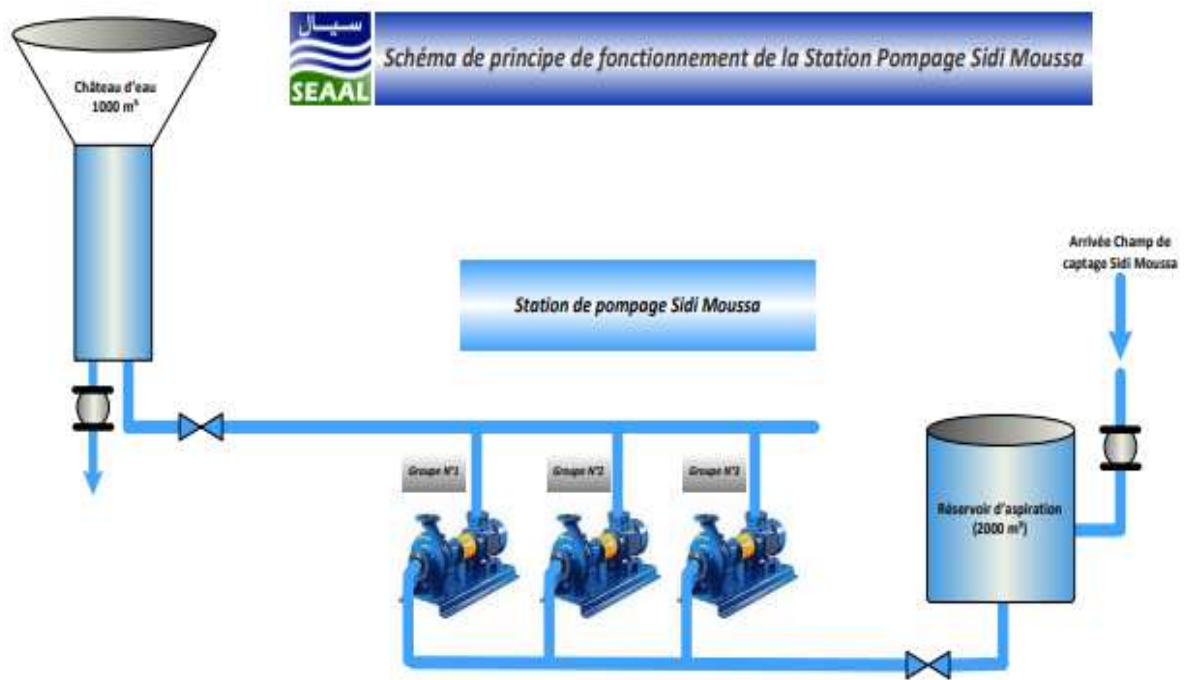 سيال
SEAAL
Schéma de principe de fonctionnement de la Station Pompage Sidi Moussa
Château d'eau
1000 m³
Arrivée Champ de
captage Sidi Moussa
Station de pompage Sidi Moussa
Groupe N°1
Groupe N°2
Groupe N°3
Réservoir d'aspiration
(2000 m³)